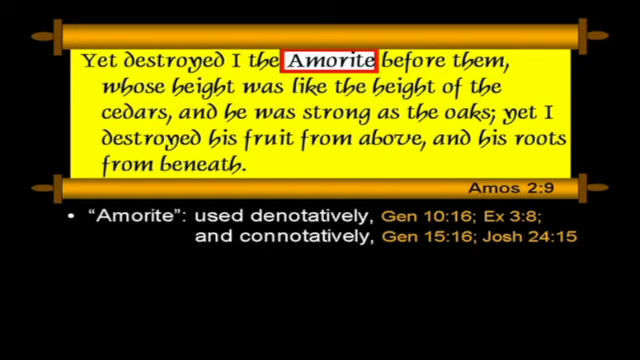 Yet destroyed I the Amorite before them,
whose height was like the height of the
cedars, and he was strong as the oaks; yet I
destroyed his fruit from above, and his roots
from beneath.
Amos 2:9
• “Amorite”: used denotatively, Gen 10:16; Ex 3:8;
and connotatively, Gen 15:16; Josh 24:15